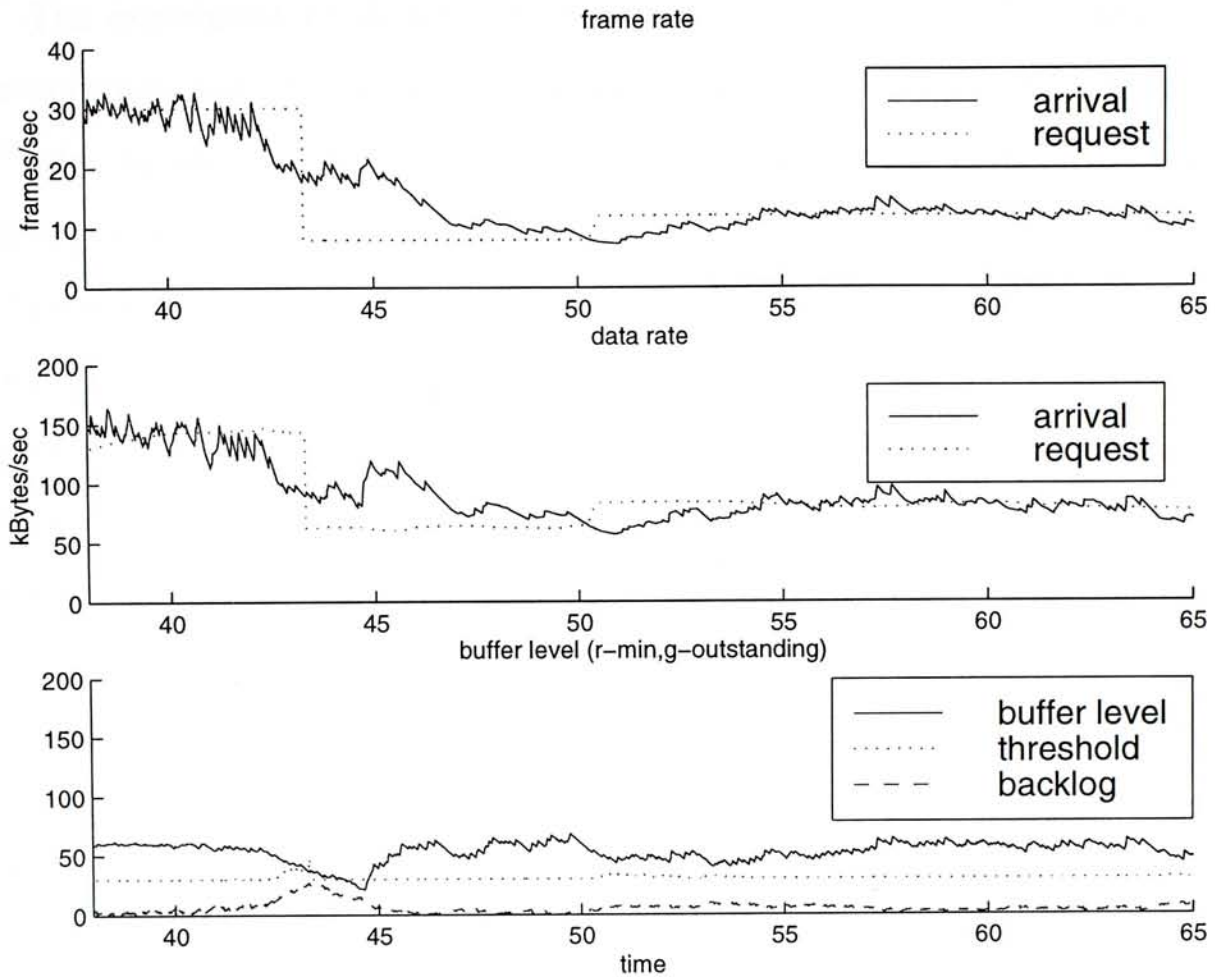 frame rate
40
30
20
10
0
frames/sec
arrival
request
40 45 50 55 60 65
data rate
200
150
100
50
0
kBytes/sec
arrival
request
40 45 50 55 60 65
buffer level (r-min,g-outstanding)
200
150
100
50
0
buffer level
threshold
backlog
40 45 50 55 60 65
time